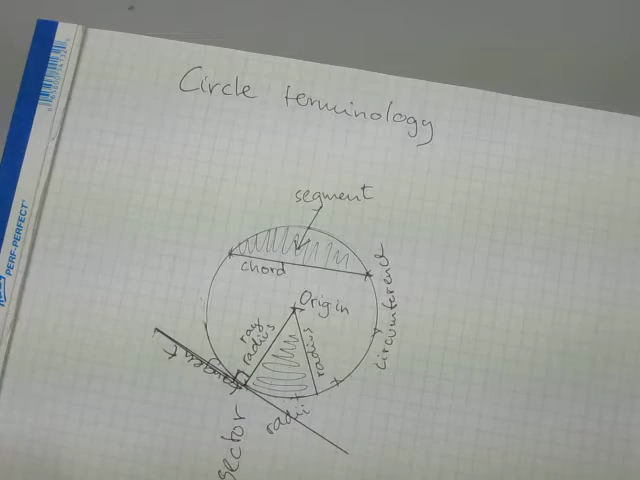 Circle terminology
segment
chord
circumference
Origin
ray
radius
radius
tangent
radii
sector
PERF-PERFECT